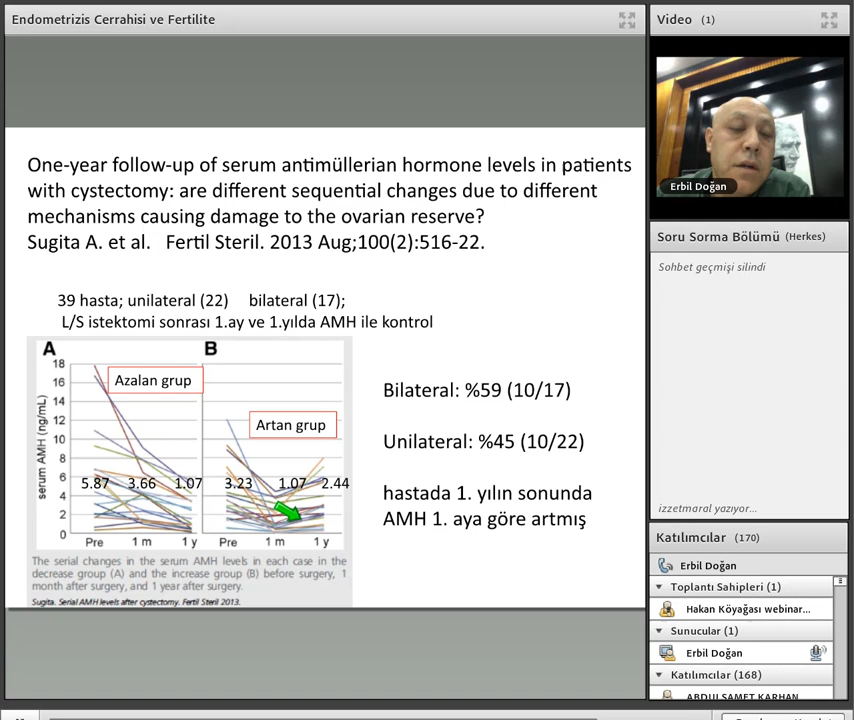 Endometrizis Cerrahisi ve Fertilite
One-year follow-up of serum antimüllerian hormone levels in patients
with cystectomy: are different sequential changes due to different
mechanisms causing damage to the ovarian reserve?
Sugita A. et al. Fertil Steril. 2013 Aug;100(2):516-22.
39 hasta; unilateral (22) bilateral (17);
L/S istektomi sonrası 1.ay ve 1.yılda AMH ile kontrol
A B
serum AMH (ng/mL)
18
16
14
12
10
8
6
4
2
0
Azalan grup
Artan grup
5.87 3.66 1.07 3.23 1.07 2.44
Pre 1 m 1 y Pre 1 m 1 y
The serial changes in the serum AMH levels in each case in the
decrease group (A) and the increase group (B) before surgery, 1
month after surgery, and 1 year after surgery.
Sugita. Serial AMH levels after cystectomy. Fertil Steril 2013.
Bilateral: %59 (10/17)
Unilateral: %45 (10/22)
hastada 1. yılın sonunda
AMH 1. aya göre artmış
Video (1)
Erbil Doğan
Soru Sorma Bölümü (Herkes)
Sohbet geçmişi silindi
izzetmaral yazıyor...
Katılımcılar (170)
Erbil Doğan
Toplantı Sahipleri (1)
Hakan Köyağası webinar...
Sunucular (1)
Erbil Doğan
Katılımcılar (168)
ABDULSAMET KARHAN